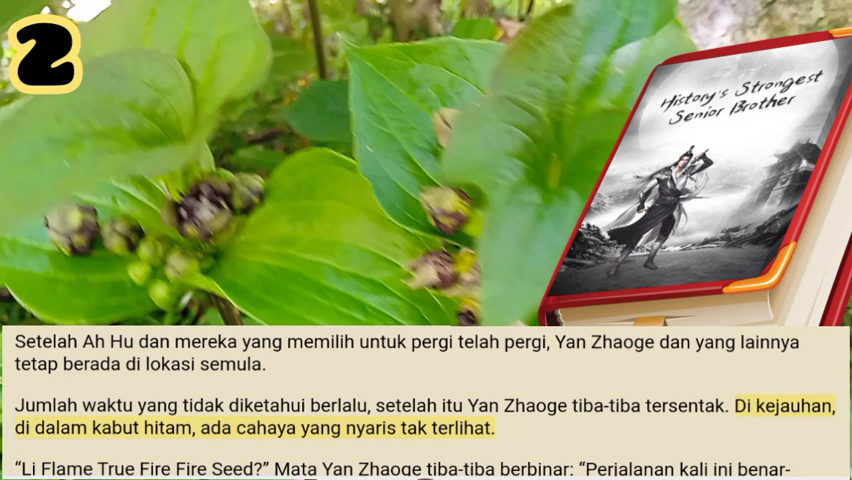 2
History's Strongest
Senior Brother
Setelah Ah Hu dan mereka yang memilih untuk pergi telah pergi, Yan Zhaoge dan yang lainnya
tetap berada di lokasi semula.
Jumlah waktu yang tidak diketahui berlalu, setelah itu Yan Zhaoge tiba-tiba tersentak. Di kejauhan,
di dalam kabut hitam, ada cahaya yang nyaris tak terlihat.
“Li Flame True Fire Fire Seed?” Mata Yan Zhaoge tiba-tiba berbinar: “Perjalanan kali ini benar-